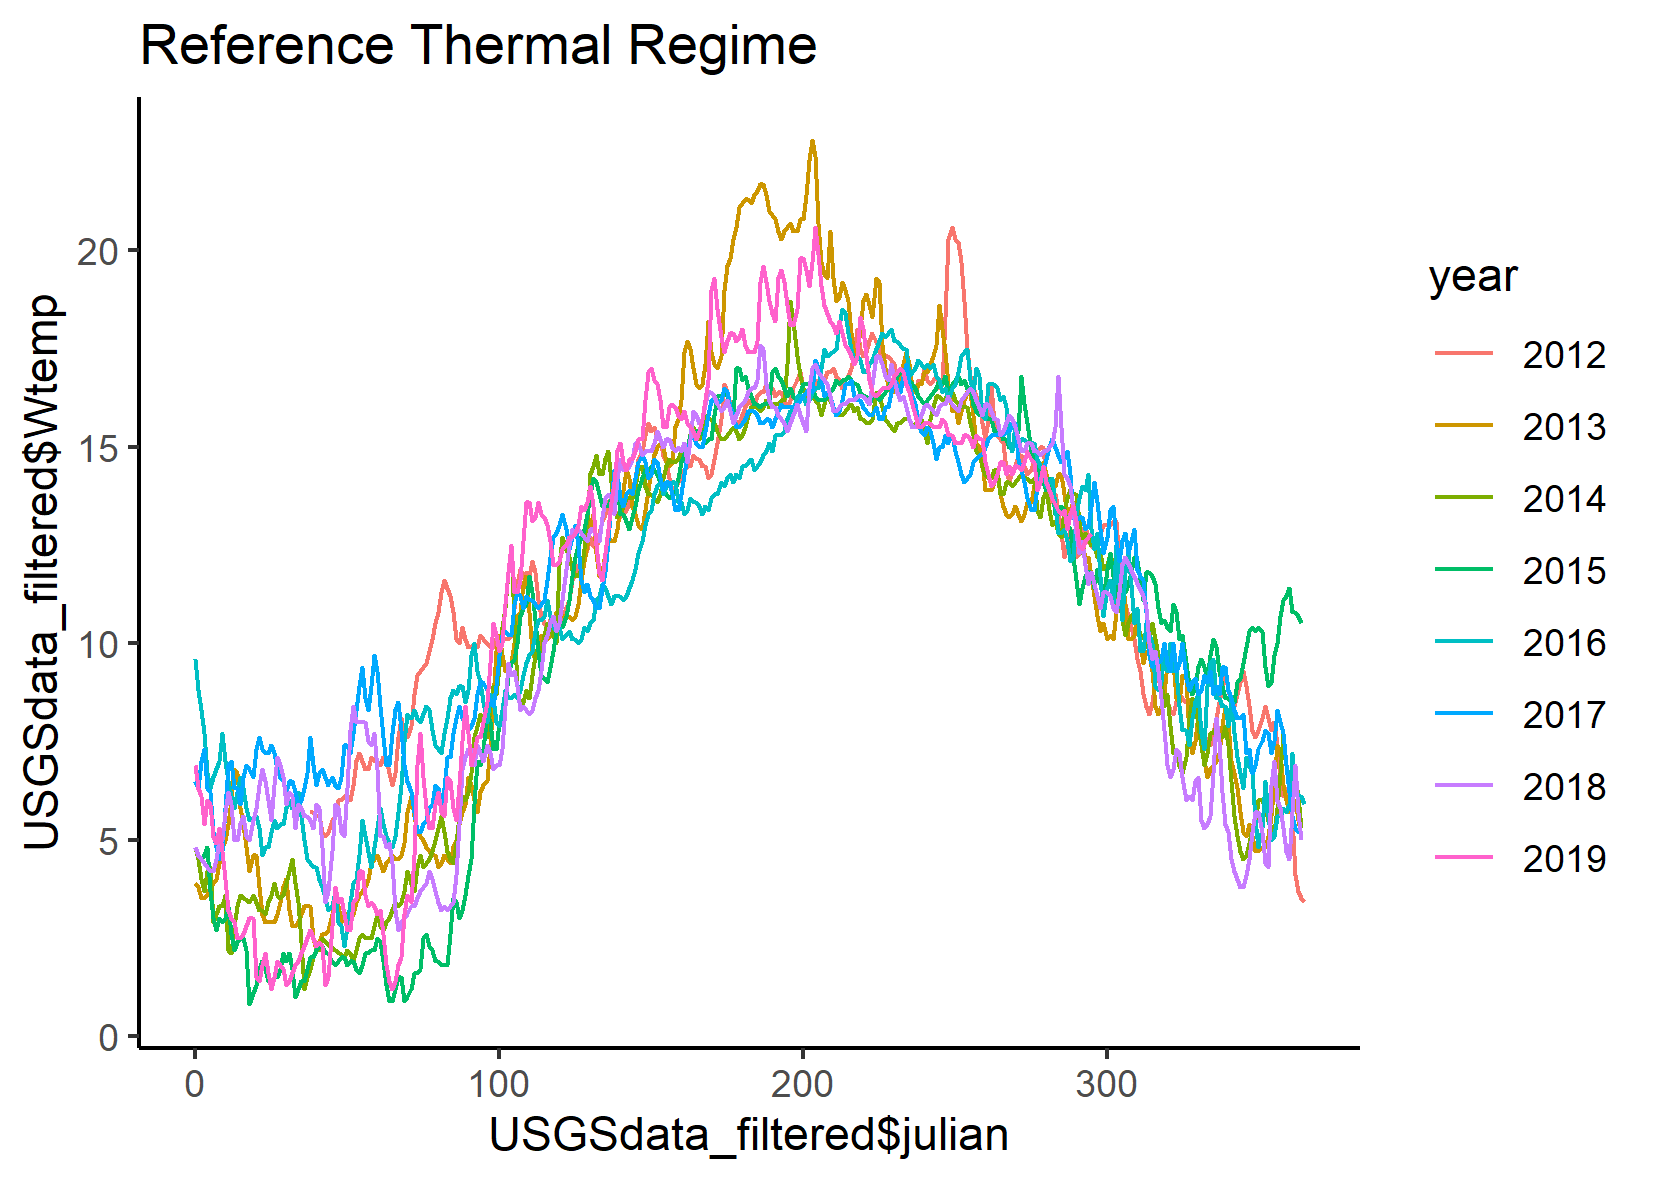 Reference Thermal Regime
USGSdata_filtered$Wtemp
20
15
10
5
0
0 100 200 300
USGSdata_filtered$julian
year
2012
2013
2014
2015
2016
2017
2018
2019